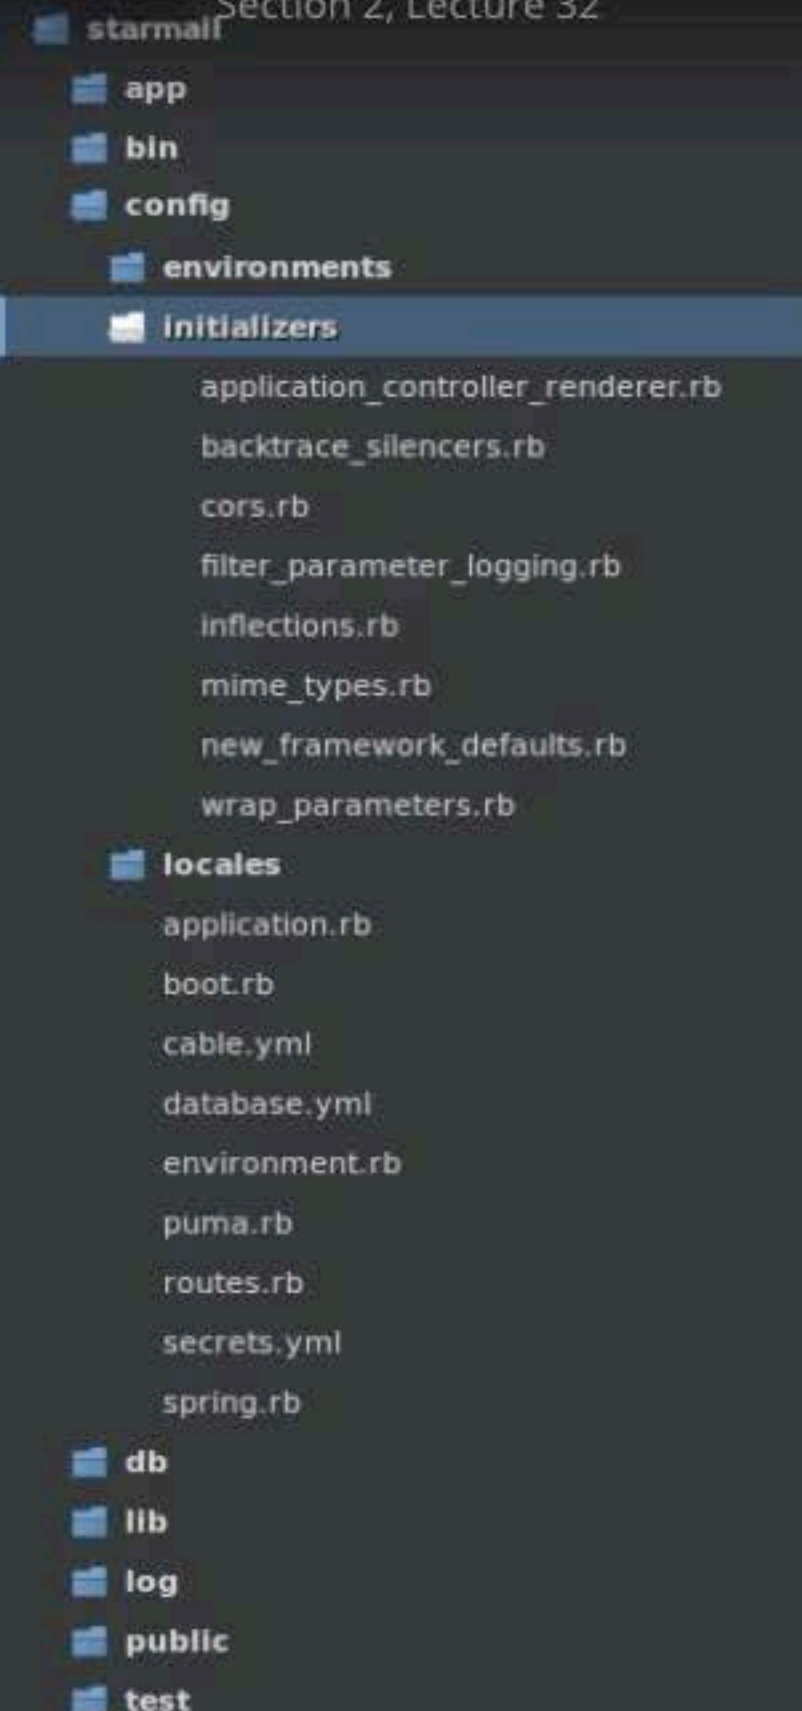 Section 2, Lecture 32
starmail
app
bin
config
environments
initializers
application_controller_renderer.rb
backtrace_silencers.rb
cors.rb
filter_parameter_logging.rb
inflections.rb
mime_types.rb
new_framework_defaults.rb
wrap_parameters.rb
locales
application.rb
boot.rb
cable.yml
database.yml
environment.rb
puma.rb
routes.rb
secrets.yml
spring.rb
db
lib
log
public
test